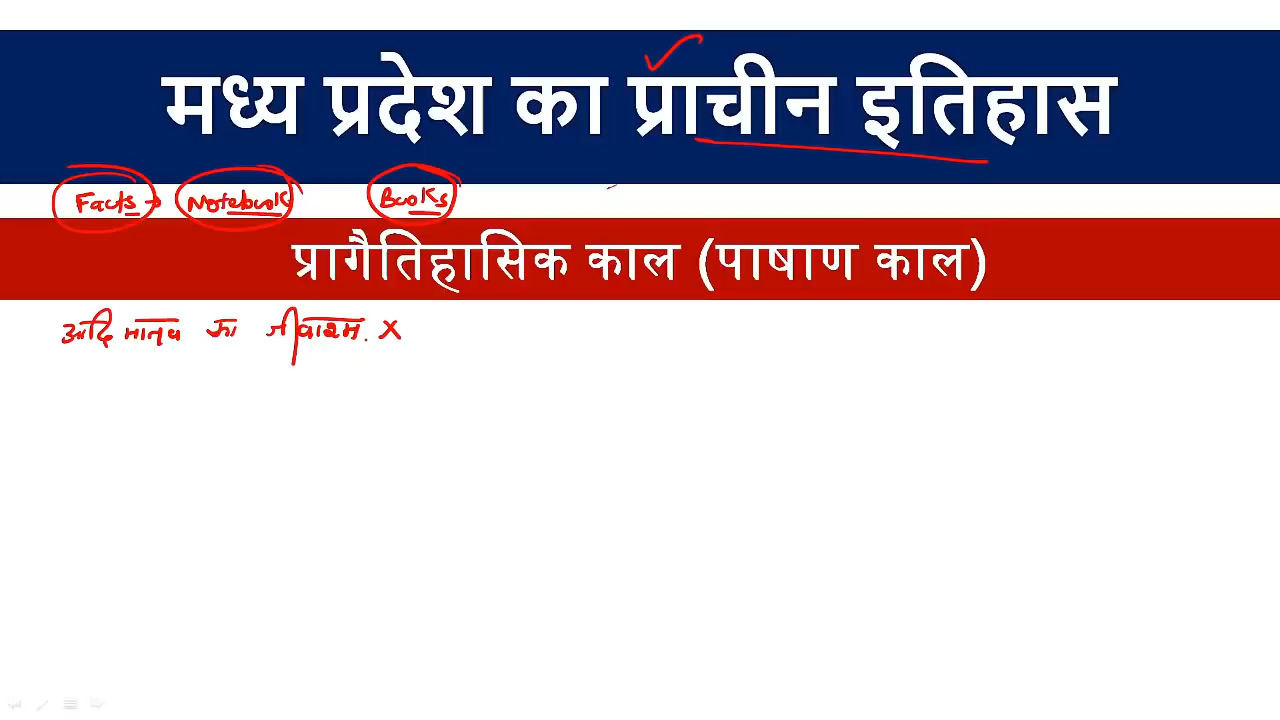 मध्य प्रदेश का प्राचीन इतिहास
Facts → Notebook Books
प्रागैतिहासिक काल (पाषाण काल)
आदि मानव का जीवाश्म. X